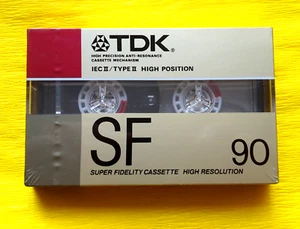 TDK
HIGH PRECISION ANTI-RESONANCE
CASSETTE MECHANISM
IECII/TYPEII HIGH POSITION
SF 90
SUPER FIDELITY CASSETTE HIGH RESOLUTION